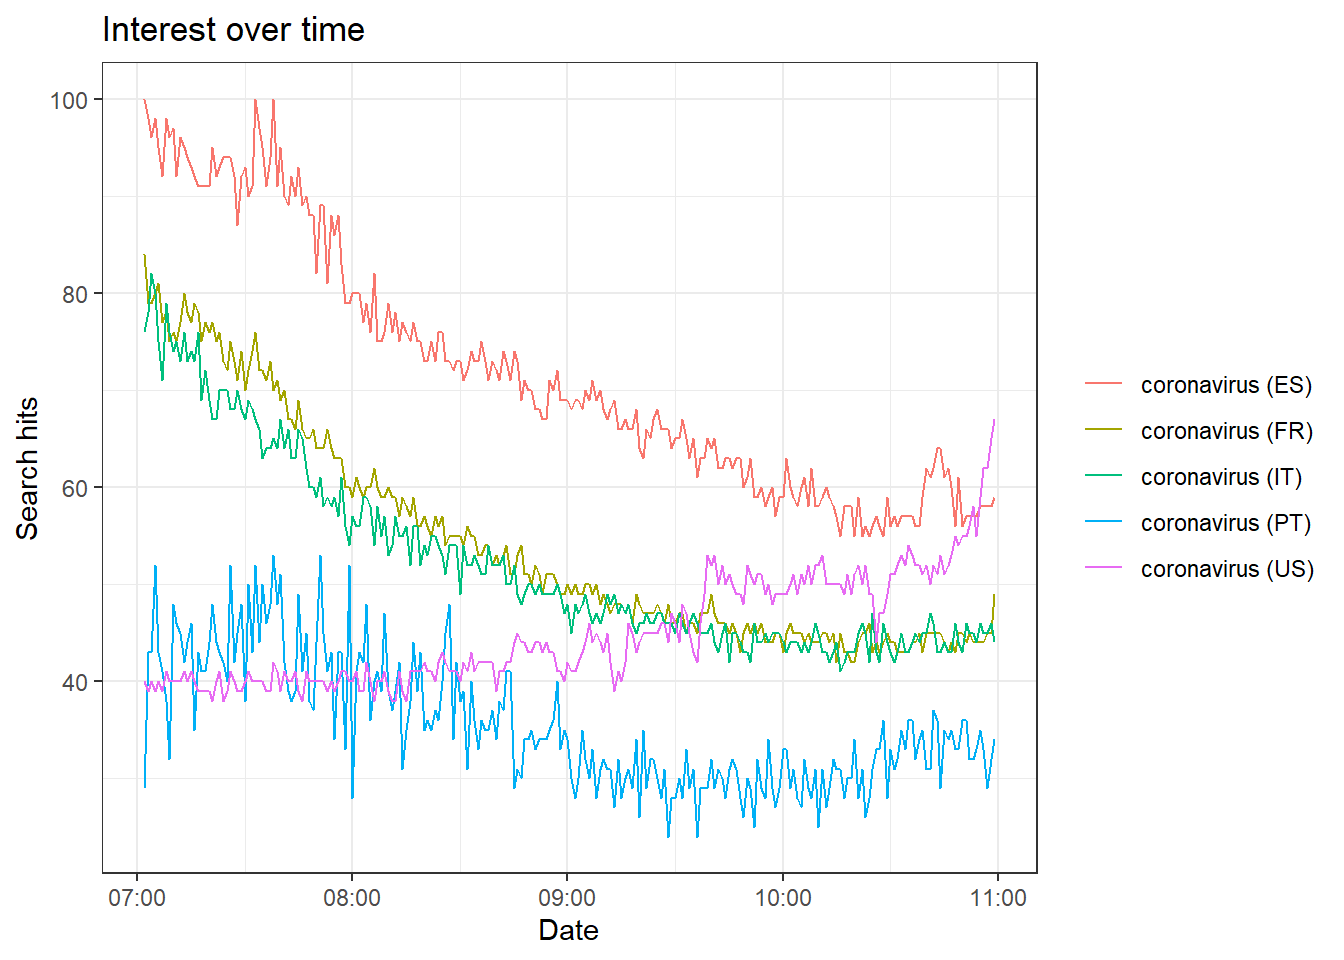 Interest over time
100
80
60
40
Search hits
07:00
08:00
09:00
10:00
11:00
Date
coronavirus (ES)
coronavirus (FR)
coronavirus (IT)
coronavirus (PT)
coronavirus (US)